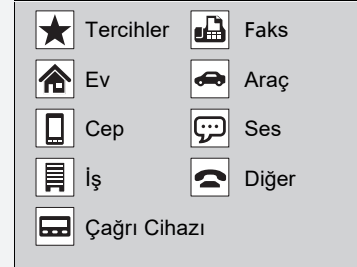 Tercihler Faks
Ev Araç
Cep Ses
İş Diğer
Çağrı Cihazı